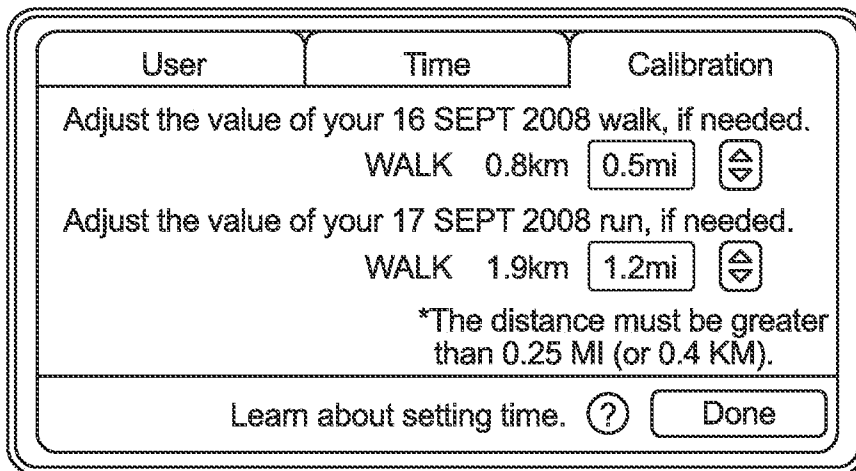 User Time Calibration
Adjust the value of your 16 SEPT 2008 walk, if needed.
WALK 0.8km 0.5mi
Adjust the value of your 17 SEPT 2008 run, if needed.
WALK 1.9km 1.2mi
*The distance must be greater
than 0.25 MI (or 0.4 KM).
Learn about setting time. ? Done